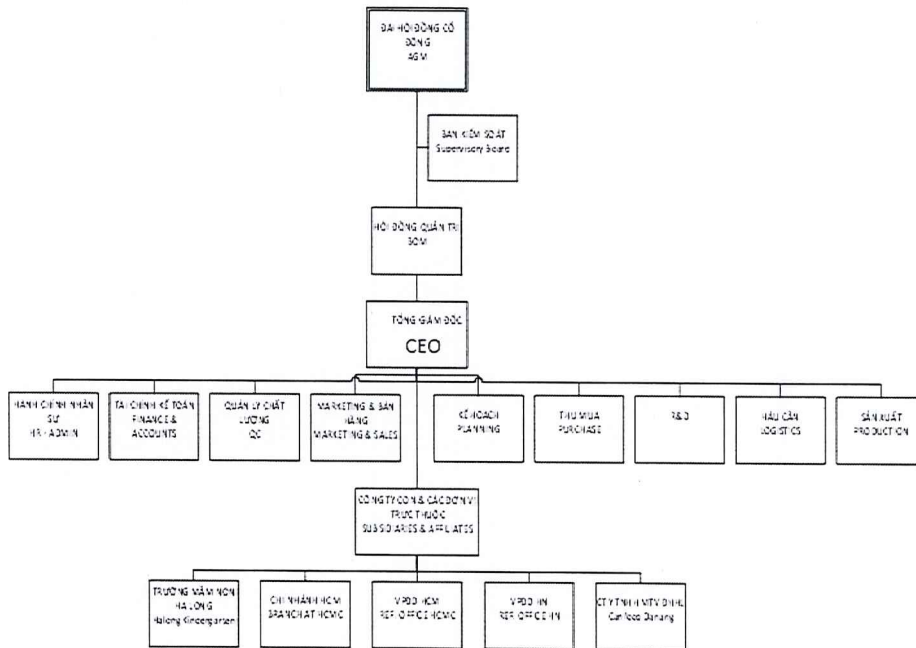 ĐẠI HỘI ĐỒNG CỔ
ĐÔNG
AGM
BAN KIỂM SOÁT
Supervisory Board
HỘI ĐỒNG QUẢN TRỊ
BOM
TỔNG GIÁM ĐỐC
CEO
HÀNH CHÍNH NHÂN
SỰ
HR - ADMIN
TÀI CHÍNH KẾ TOÁN
FINANCE &
ACCOUNTS
QUẢN LÝ CHẤT
LƯỢNG
QC
MARKETING & BÁN
HÀNG
MARKETING & SALES
KẾ HOẠCH
PLANNING
THU MUA
PURCHASE
R&D
HẬU CẦN
LOGISTICS
SẢN XUẤT
PRODUCTION
CÔNG TY CON & CÁC ĐƠN VỊ
TRỰC THUỘC
SUBSIDIARIES & AFFILIATES
TRƯỜNG MẦM NON
HA LONG
Halong Kindergarten
CHI NHÁNH HCM
BRANCH AT HCMC
VPĐD HCM
REP. OFFICE HCMC
VPĐD HN
REP. OFFICE HN
CTY TNHH MTV ĐHHL
Canfoco Danang